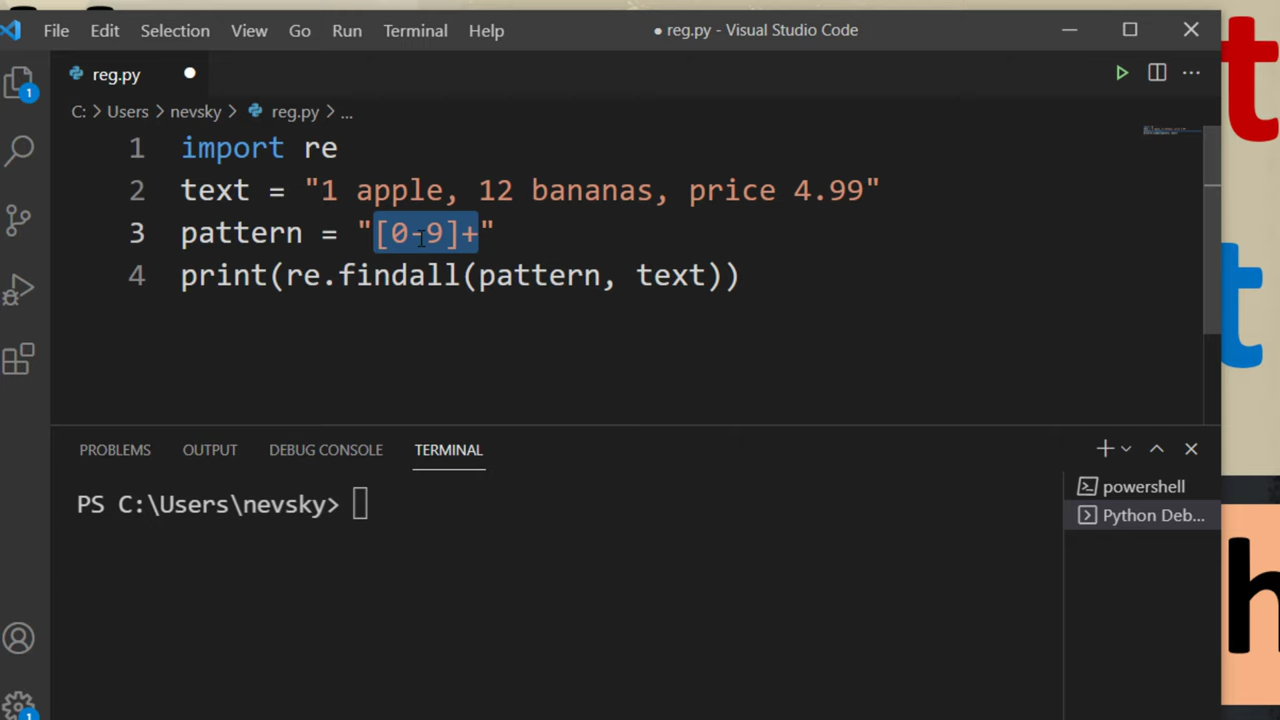 File Edit Selection View Go Run Terminal Help ● reg.py - Visual Studio Code
reg.py
C: > Users > nevsky > reg.py > ...
1 import re
2 text = "1 apple, 12 bananas, price 4.99"
3 pattern = "[0-9]+"
4 print(re.findall(pattern, text))
PROBLEMS OUTPUT DEBUG CONSOLE TERMINAL
PS C:\Users\nevsky>
powershell
Python Deb...
1
1
t
t
h